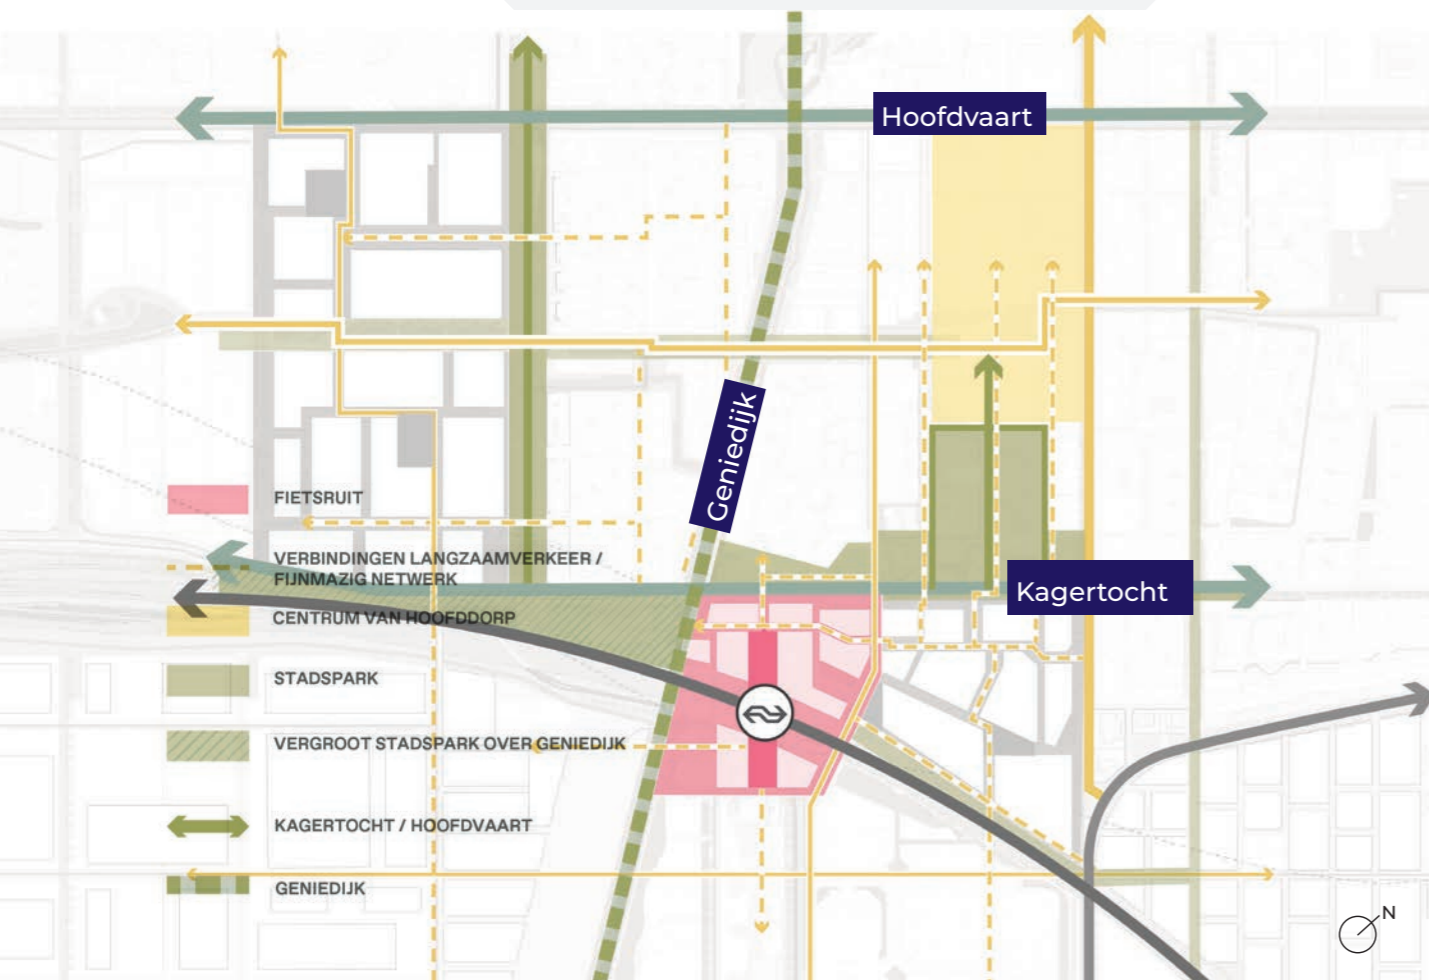 Hoofdvaart
Geniedijk
FIETSRUIT
VERBINDINGEN LANGZAAMVERKEER /
FIJNMAZIG NETWERK
Kagertocht
CENTRUM VAN HOOFDDORP
STADSPARK
VERGROOT STADSPARK OVER GENIEDIJK
KAGERTOCHT / HOOFDVAART
GENIEDIJK
N